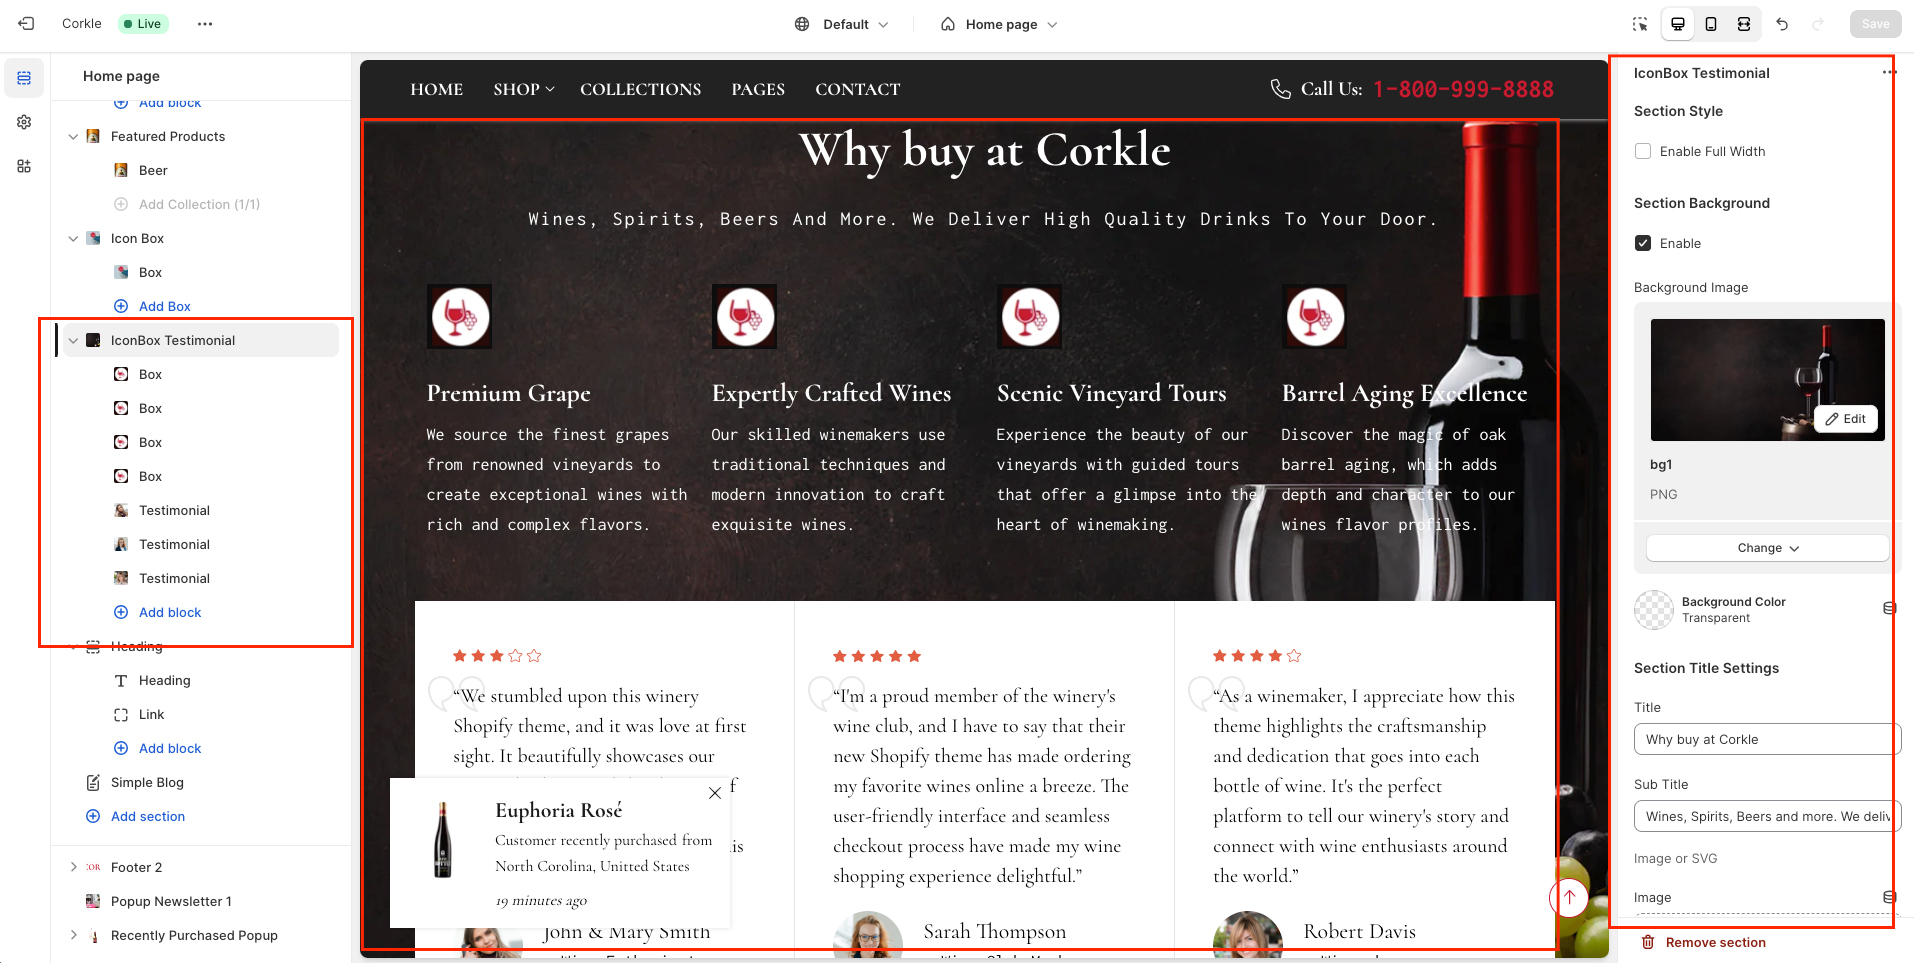 Corkle
Live
Default
Home page
Save
Home page
Add block
Featured Products
Beer
Add Collection (1/1)
Icon Box
Box
Add Box
IconBox Testimonial
Box
Box
Box
Box
Testimonial
Testimonial
Testimonial
Add block
Heading
Heading
Link
Add block
Simple Blog
Add section
Footer 2
Popup Newsletter 1
Recently Purchased Popup
HOME SHOP COLLECTIONS PAGES CONTACT
Call Us: 1-800-999-8888
Why buy at Corkle
Wines, Spirits, Beers And More. We Deliver High Quality Drinks To Your Door.
Premium Grape
We source the finest grapes
from renowned vineyards to
create exceptional wines with
rich and complex flavors.
Expertly Crafted Wines
Our skilled winemakers use
traditional techniques and
modern innovation to craft
exquisite wines.
Scenic Vineyard Tours
Experience the beauty of our
vineyards with guided tours
that offer a glimpse into the
heart of winemaking.
Barrel Aging Excellence
Discover the magic of oak
barrel aging, which adds
depth and character to our
wines flavor profiles.
“We stumbled upon this winery
Shopify theme, and it was love at first
sight. It beautifully showcases our
“I'm a proud member of the winery's
wine club, and I have to say that their
new Shopify theme has made ordering
my favorite wines online a breeze. The
user-friendly interface and seamless
checkout process have made my wine
shopping experience delightful.”
“As a winemaker, I appreciate how this
theme highlights the craftsmanship
and dedication that goes into each
bottle of wine. It's the perfect
platform to tell our winery's story and
connect with wine enthusiasts around
the world.”
Euphoria Rosé
Customer recently purchased from
North Corolina, Unitted States
19 minutes ago
John & Mary Smith
Sarah Thompson
Robert Davis
IconBox Testimonial
Section Style
Enable Full Width
Section Background
Enable
Background Image
Edit
bg1
PNG
Change
Background Color
Transparent
Section Title Settings
Title
Why buy at Corkle
Sub Title
Wines, Spirits, Beers and more. We deliv
Image or SVG
Image
Remove section